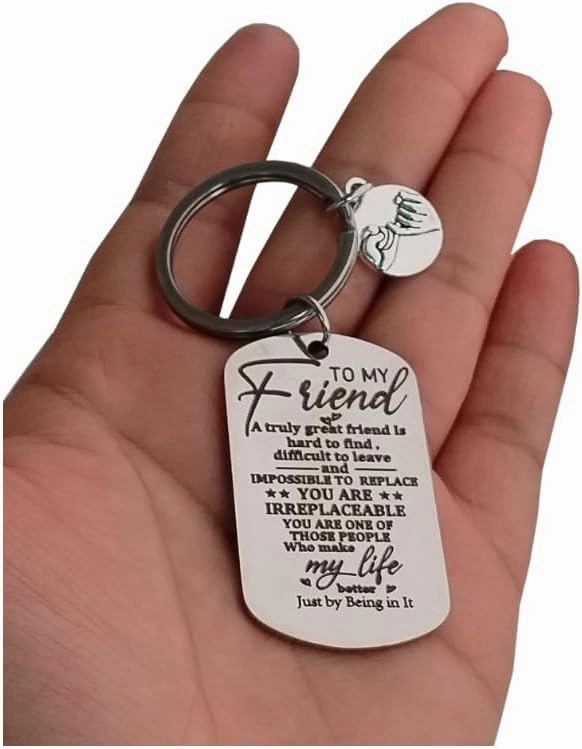 TO MY
Friend
A truly great friend is
hard to find,
difficult to leave
and
IMPOSSIBLE TO REPLACE
YOU ARE
IRREPLACEABLE
YOU ARE ONE OF
THOSE PEOPLE
Who make
my life
better
Just by Being in It